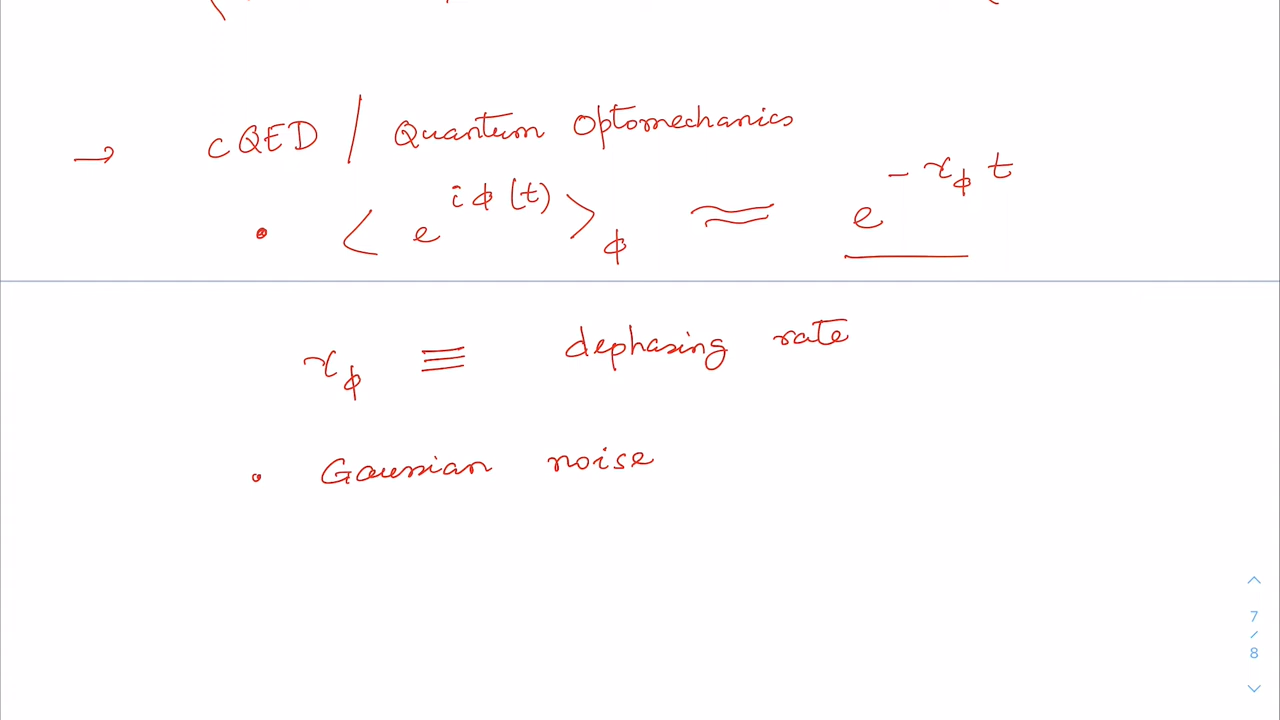 → cQED / Quantum Optomechanics
• < e^{iϕ(t)} >_ϕ ≈ e^{-γ_ϕ t}
γ_ϕ ≡ dephasing rate
• Gaussian noise
7
/
8